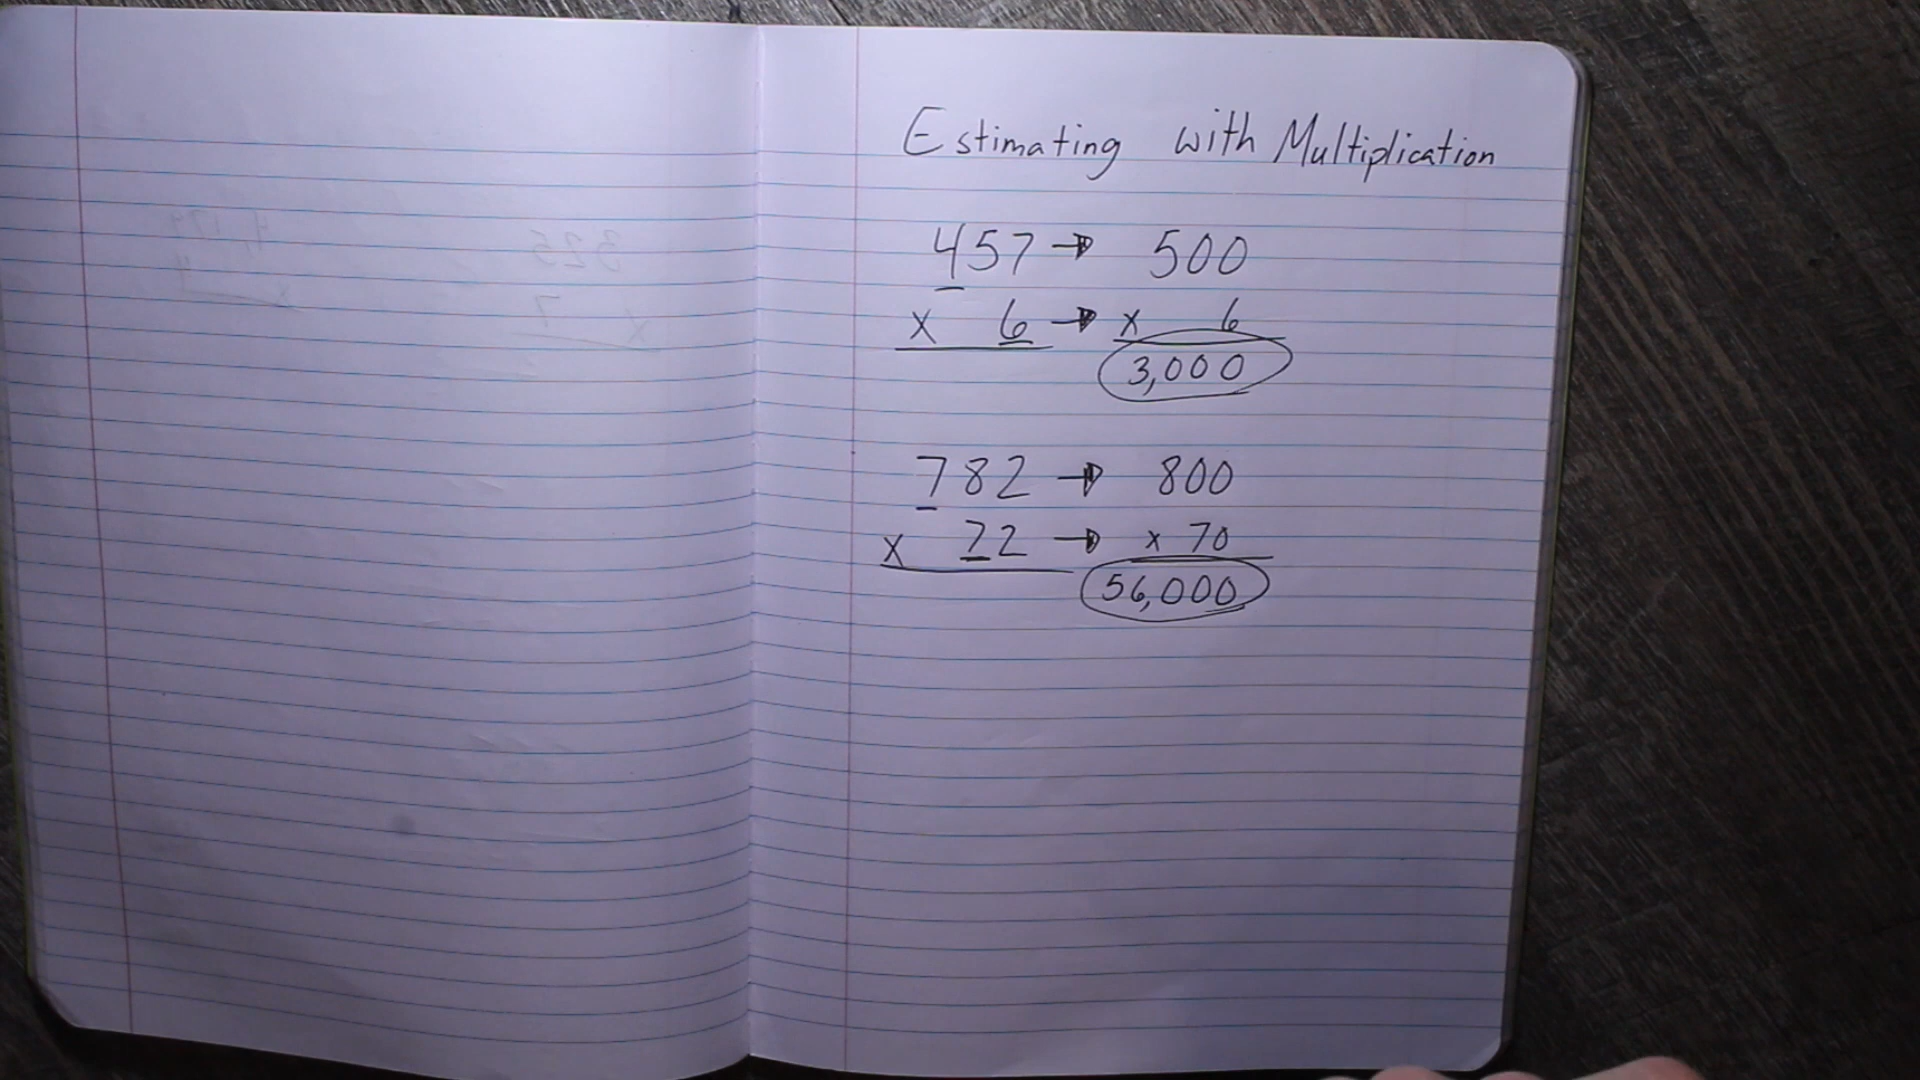 Estimating with Multiplication
457 → 500
x 6 → x 6
3,000
782 → 800
x 72 → x 70
56,000